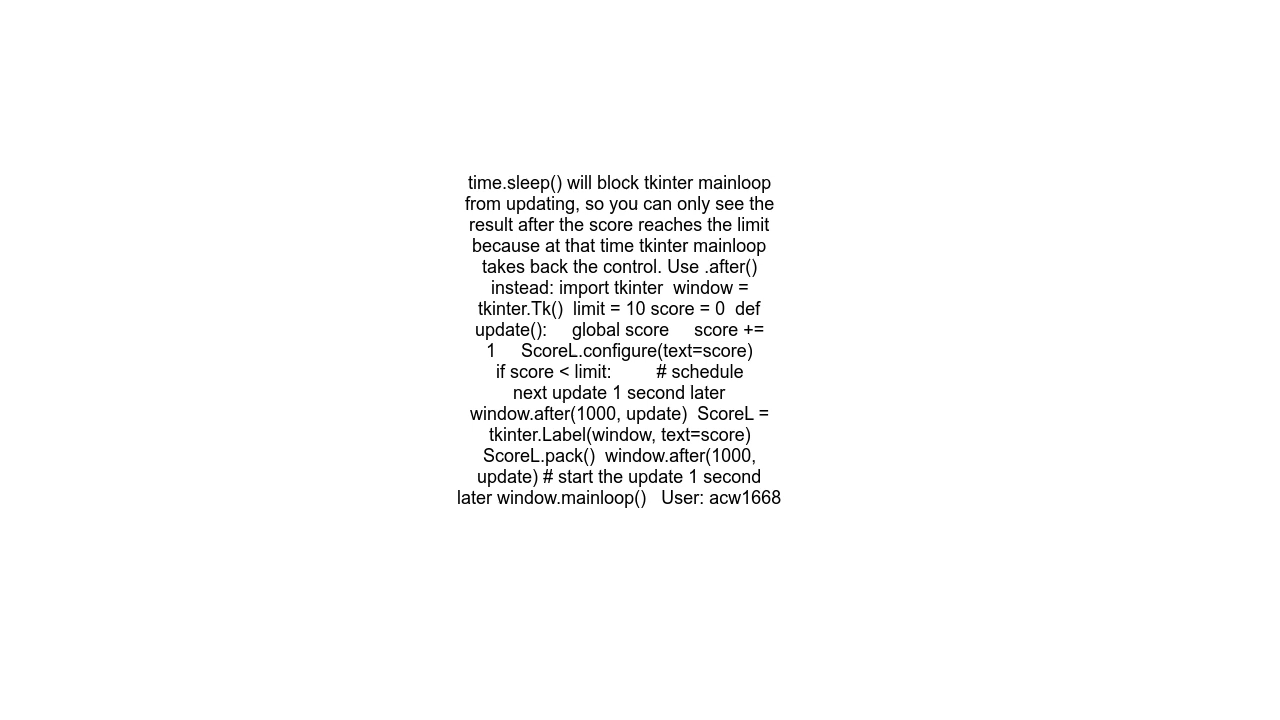 time.sleep() will block tkinter mainloop
from updating, so you can only see the
result after the score reaches the limit
because at that time tkinter mainloop
takes back the control. Use .after()
instead: import tkinter  window =
tkinter.Tk()  limit = 10 score = 0  def
update():     global score     score +=
1     ScoreL.configure(text=score)
if score < limit:         # schedule
next update 1 second later
window.after(1000, update)  ScoreL =
tkinter.Label(window, text=score)
ScoreL.pack()  window.after(1000,
update) # start the update 1 second
later window.mainloop()   User: acw1668